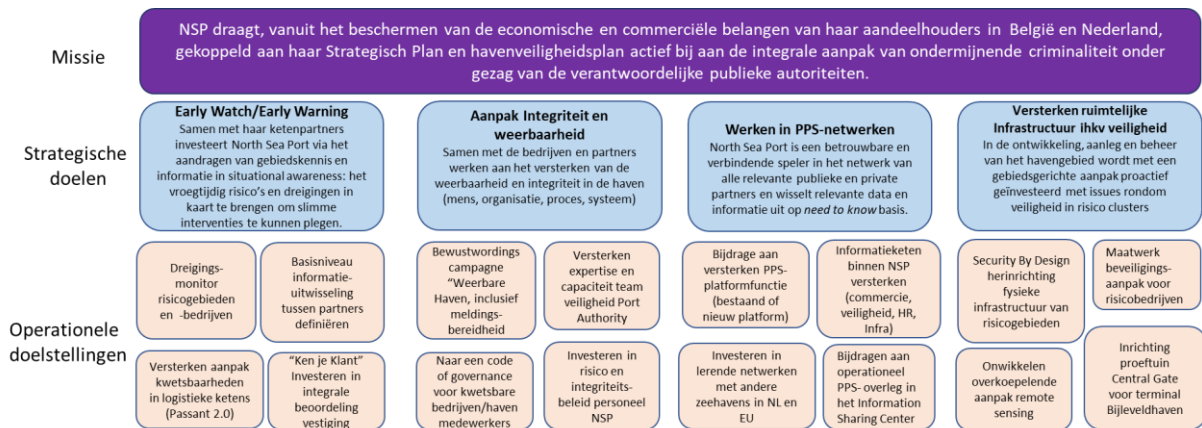 Missie
NSP draagt, vanuit het beschermen van de economische en commerciële belangen van haar aandeelhouders in België en Nederland,
gekoppeld aan haar Strategisch Plan en havenveiligheidsplan actief bij aan de integrale aanpak van ondermijnende criminaliteit onder
gezag van de verantwoordelijke publieke autoriteiten.
Strategische
doelen
Early Watch/Early Warning
Samen met haar ketenpartners
investeert North Sea Port via het
aandragen van gebiedskennis en
informatie in situational awareness: het
vroegtijdig risico's en dreigingen in
kaart te brengen om slimme
interventies te kunnen plegen.
Aanpak Integriteit en
weerbaarheid
Samen met de bedrijven en partners
werken aan het versterken van de
weerbaarheid en integriteit in de haven
(mens, organisatie, proces, systeem)
Werken in PPS-netwerken
North Sea Port is een betrouwbare en
verbindende speler in het netwerk van
alle relevante publieke en private
partners en wisselt relevante data en
informatie uit op need to know basis.
Versterken ruimtelijke
Infrastructuur ihkv veiligheid
In de ontwikkeling, aanleg en beheer
van het havengebied wordt met een
gebiedsgerichte aanpak proactief
geïnvesteerd met issues rondom
veiligheid in risico clusters
Operationele
doelstellingen
Dreigings-
monitor
risicogebieden
en -bedrijven
Basisniveau
informatie-
uitwisseling
tussen partners
definiëren
Versterken aanpak
kwetsbaarheden
in logistieke ketens
(Passant 2.0)
"Ken je Klant"
Investeren in
integrale
beoordeling
vestiging
Bewustwordings
campagne
"Weerbare
Haven, inclusief
meldings-
bereidheid
Versterken
expertise en
capaciteit team
veiligheid Port
Authority
Naar een code
of governance
voor kwetsbare
bedrijven/haven
medewerkers
Investeren in
risico en
integriteits-
beleid personeel
NSP
Bijdrage aan
versterken PPS-
platformfunctie
(bestaand of
nieuw platform)
Informatieketen
binnen NSP
versterken
(commercie,
veiligheid, HR,
Infra)
Investeren in
lerende netwerken
met andere
zeehavens in NL en
EU
Bijdragen aan
operationeel
PPS- overleg in
het Information
Sharing Center
Security By Design
herinrichting
fysieke
infrastructuur van
risicogebieden
Maatwerk
beveiligings-
aanpak voor
risicobedrijven
Onwikkelen
overkoepelende
aanpak remote
sensing
Inrichting
proeftuin
Central Gate
voor terminal
Bijleveldhaven